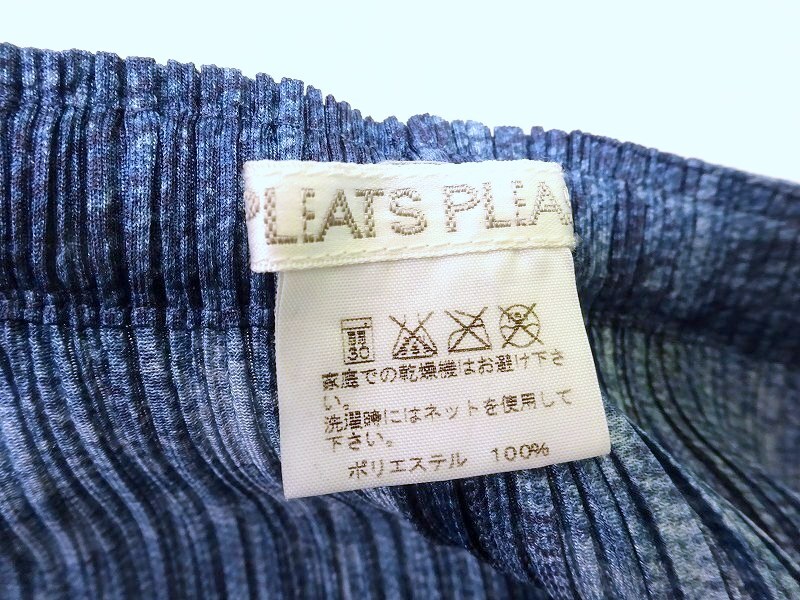 PLEATS PLEA
30
家庭での乾燥機はお避け下さ
い。
洗濯時にはネットを使用して
下さい。
ポリエステル 100%